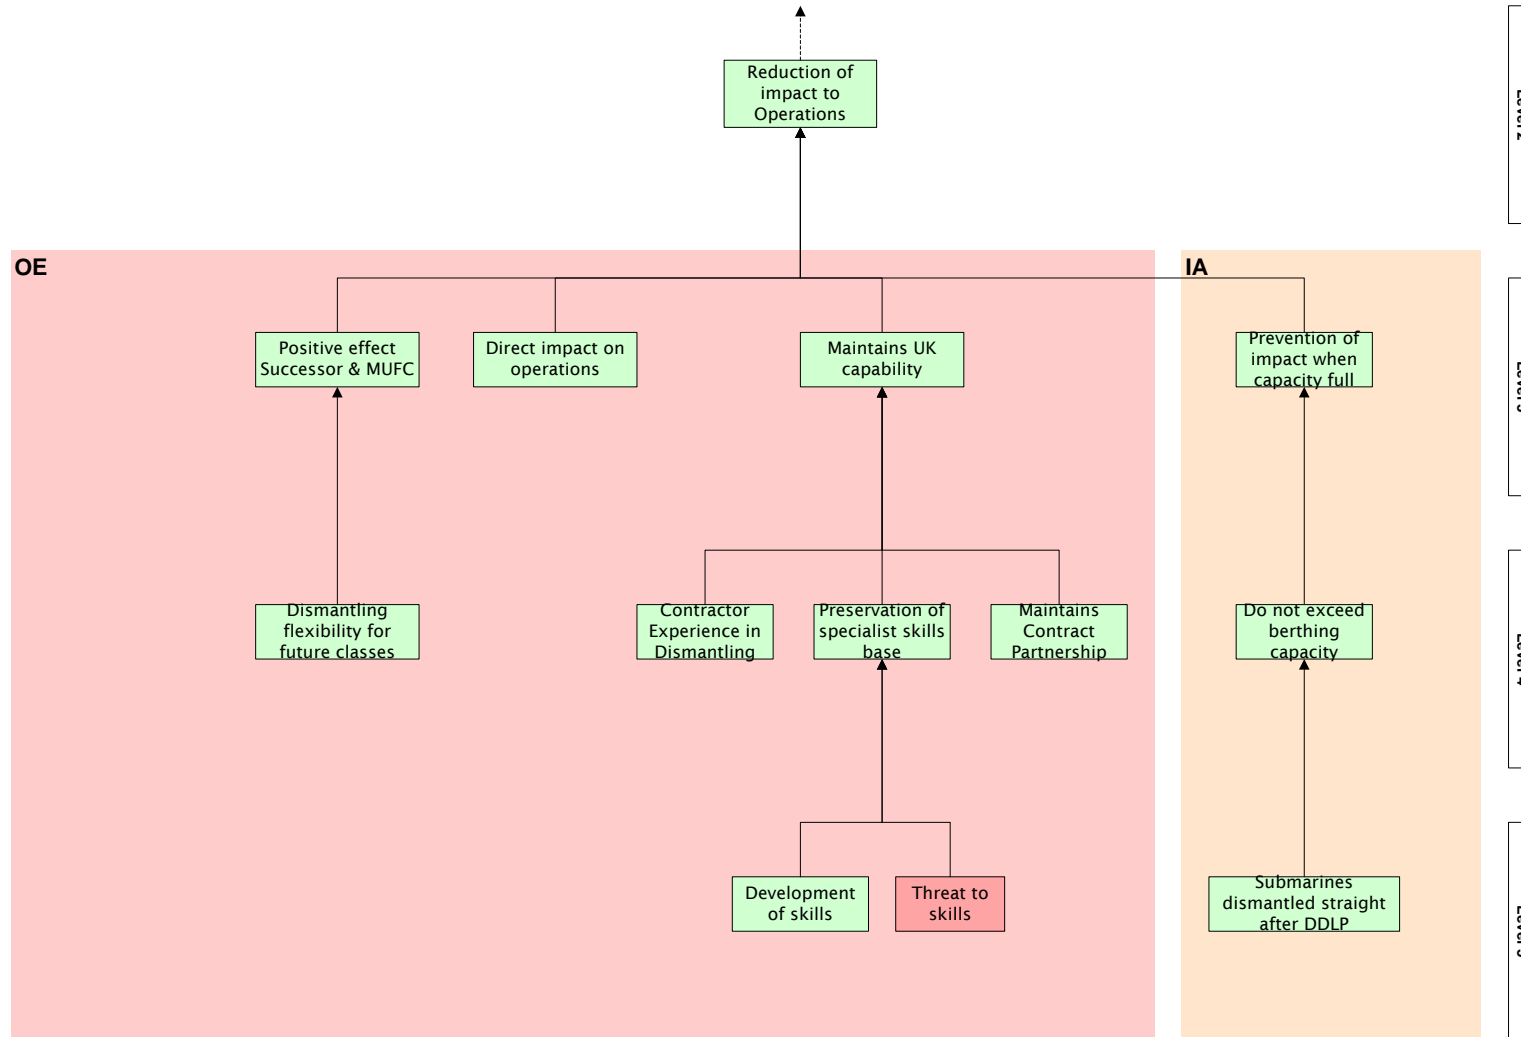 Reduction of
impact to
Operations
OE
IA
Positive effect
Successor & MUFC
Direct impact on
operations
Maintains UK
capability
Prevention of
impact when
capacity full
Dismantling
flexibility for
future classes
Contractor
Experience in
Dismantling
Preservation of
specialist skills
base
Maintains
Contract
Partnership
Do not exceed
berthing
capacity
Development
of skills
Threat to
skills
Submarines
dismantled straight
after DDLP